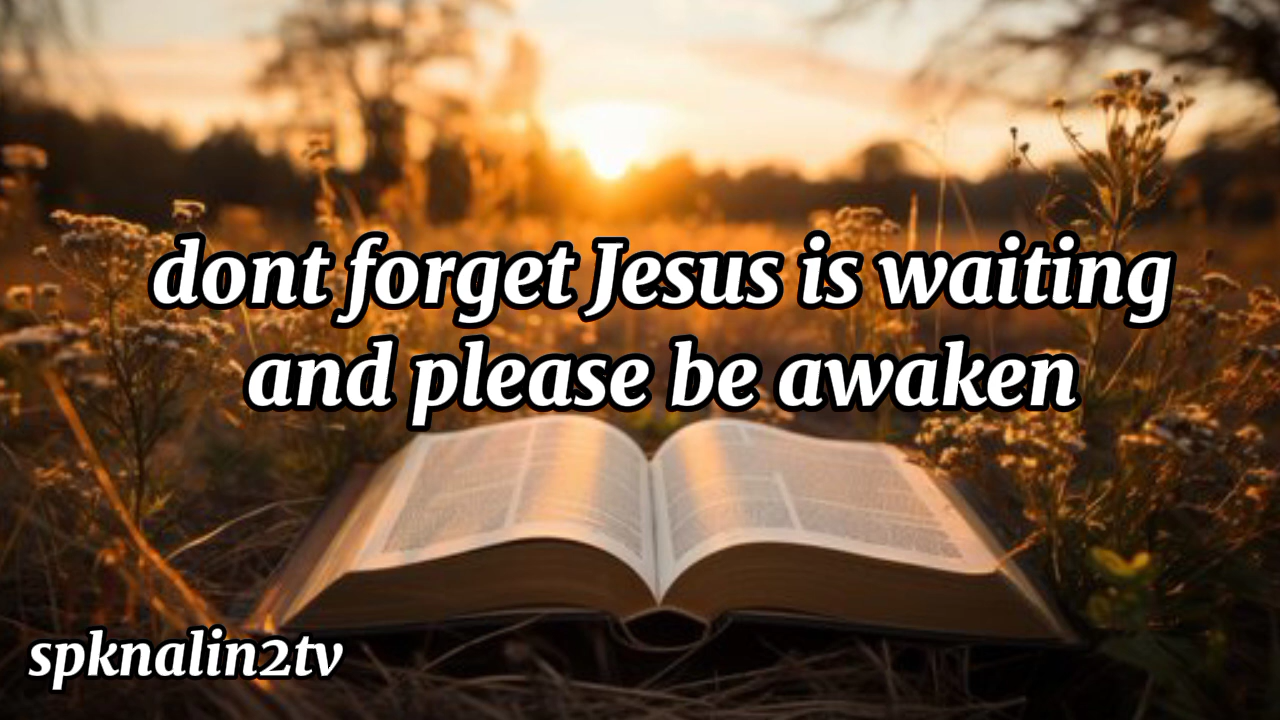 dont forget Jesus is waiting
and please be awaken
spknalin2tv